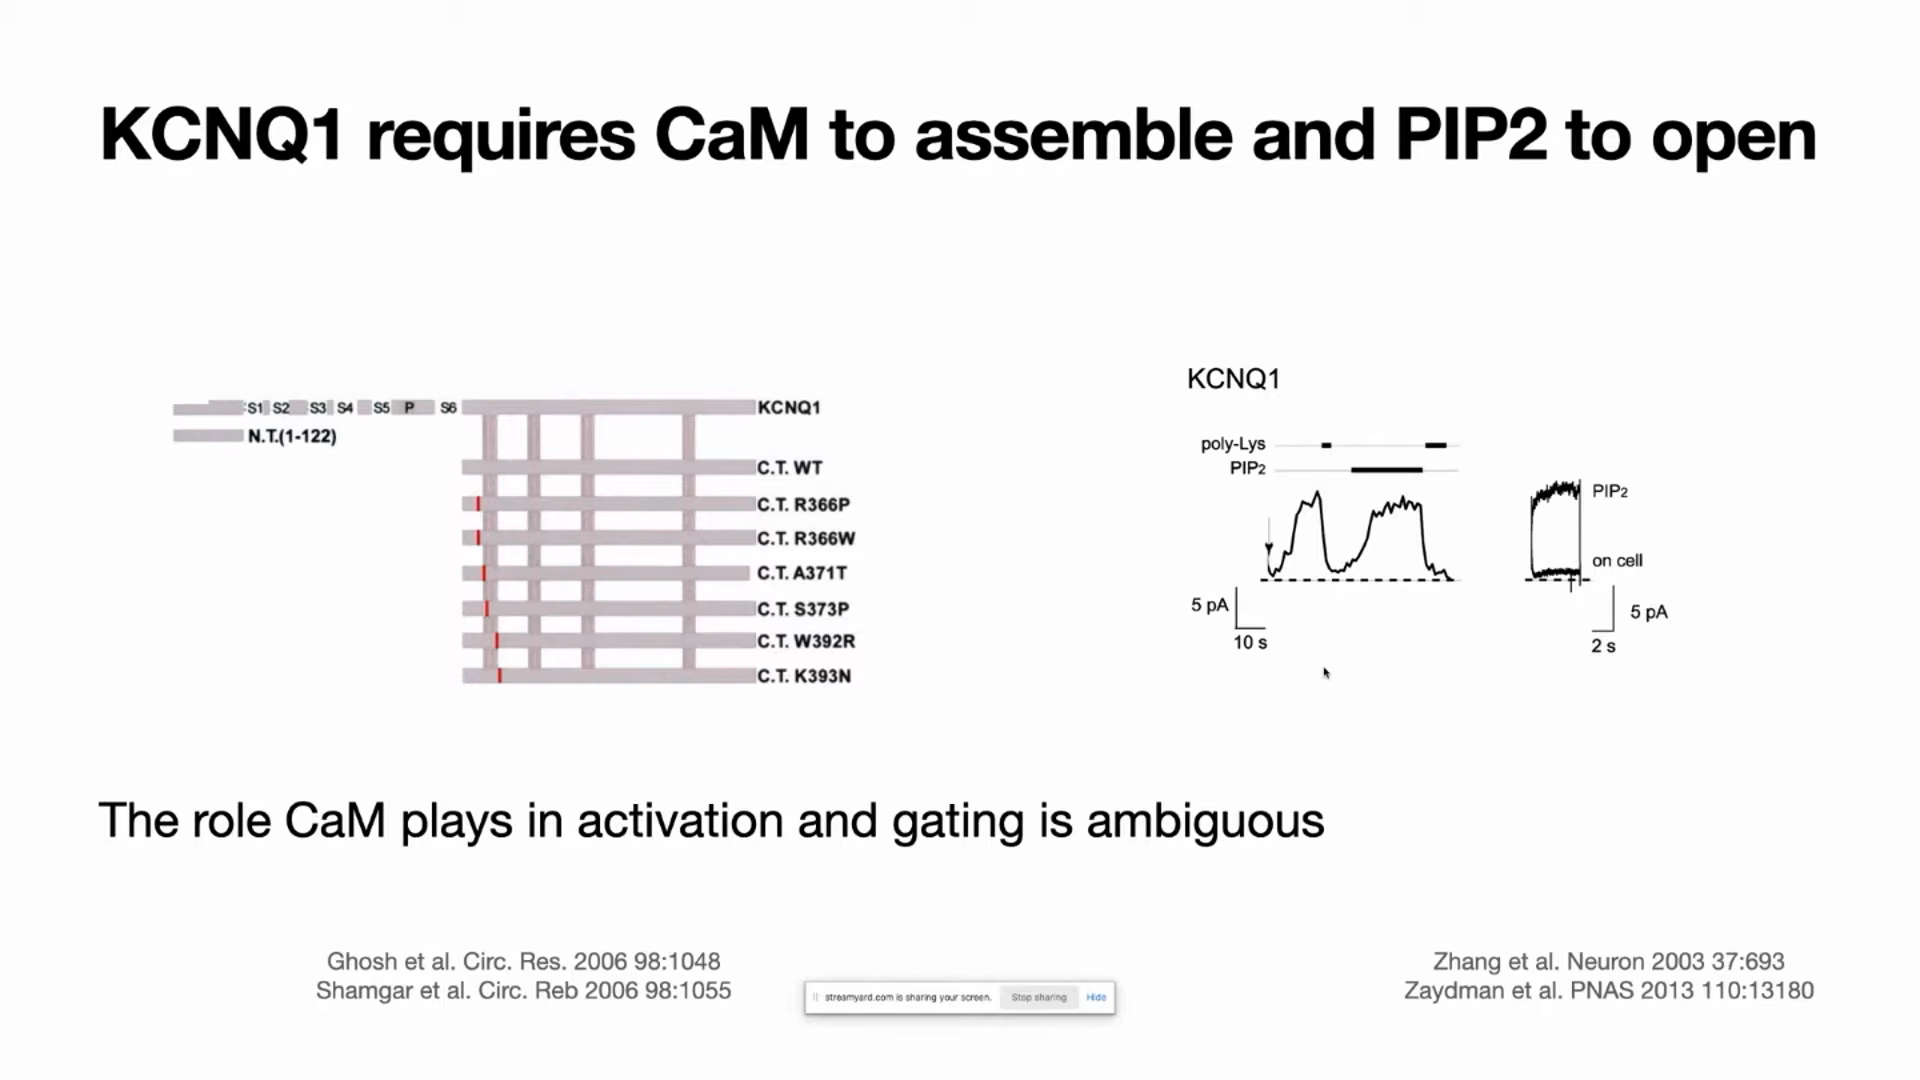 KCNQ1 requires CaM to assemble and PIP2 to open
S1 S2 S3 S4 S5 P S6 KCNQ1
N.T.(1-122)
C.T. WT
C.T. R366P
C.T. R366W
C.T. A371T
C.T. S373P
C.T. W392R
C.T. K393N
KCNQ1
poly-Lys
PIP2
5 pA
10 s
PIP2
on cell
5 pA
2 s
The role CaM plays in activation and gating is ambiguous
Ghosh et al. Circ. Res. 2006 98:1048
Shamgar et al. Circ. Reb 2006 98:1055
Zhang et al. Neuron 2003 37:693
Zaydman et al. PNAS 2013 110:13180
streamyard.com is sharing your screen. Stop sharing Hide